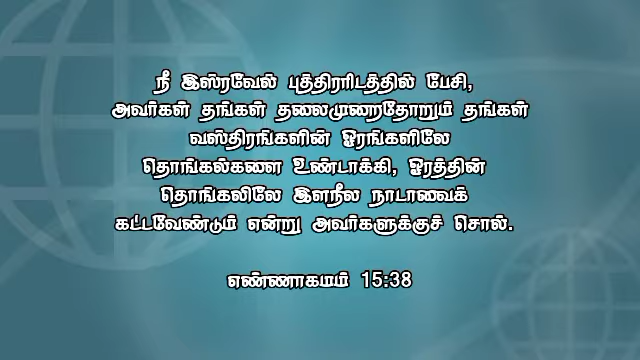 நீ இஸ்ரவேல் புத்திரரிடத்தில் பேசி,
அவர்கள் தங்கள் தலைமுறைதோறும் தங்கள்
வஸ்திரங்களின் ஓரங்களிலே
தொங்கல்களை உண்டாக்கி, ஓரத்தின்
தொங்கலிலே இளநீல நாடாவைக்
கட்டவேண்டும் என்று அவர்களுக்குச் சொல்.
எண்ணாகமம் 15:38